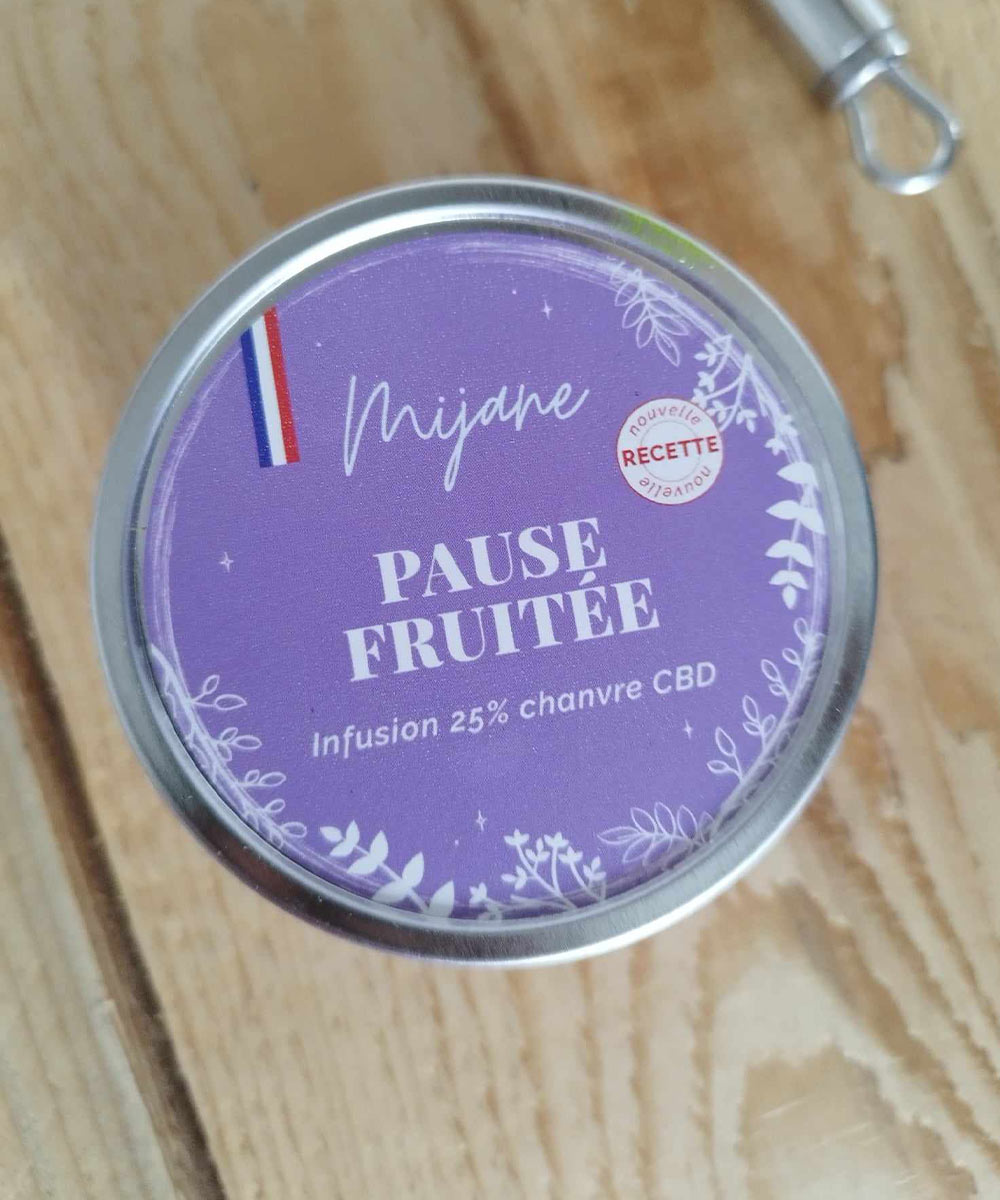 Mijane
nouvelle
RECETTE
nouvelle
PAUSE
FRUITÉE
Infusion 25% chanvre CBD